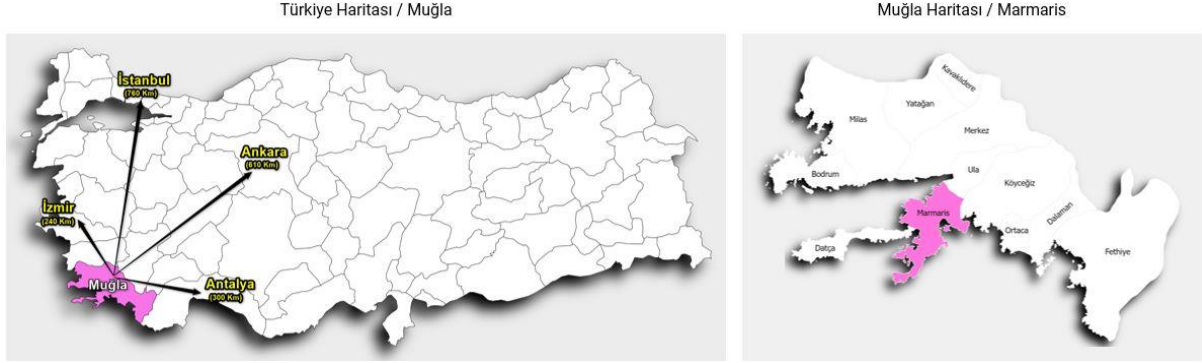 Türkiye Haritası / Muğla
İstanbul
(760 Km)
Ankara
(610 Km)
İzmir
(240 Km)
Muğla
Antalya
(300 Km)
Muğla Haritası / Marmaris
Kavaklıdere
Yatağan
Milas
Merkez
Bodrum
Ula
Köyceğiz
Marmaris
Dalaman
Ortaca
Datça
Fethiye